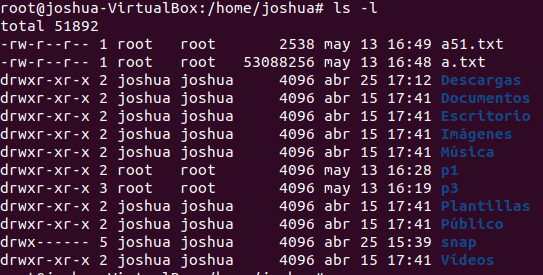 root@joshua-VirtualBox:/home/joshua# ls -l
total 51892
-rw-r--r-- 1 root   root       2538 may 13 16:49 a51.txt
-rw-r--r-- 1 root   root   53088256 may 13 16:48 a.txt
drwxr-xr-x 2 joshua joshua     4096 abr 25 17:12 Descargas
drwxr-xr-x 2 joshua joshua     4096 abr 15 17:41 Documentos
drwxr-xr-x 2 joshua joshua     4096 abr 15 17:41 Escritorio
drwxr-xr-x 2 joshua joshua     4096 abr 15 17:41 Imágenes
drwxr-xr-x 2 joshua joshua     4096 abr 15 17:41 Música
drwxr-xr-x 2 root   root       4096 may 13 16:28 p1
drwxr-xr-x 3 root   root       4096 may 13 16:19 p3
drwxr-xr-x 2 joshua joshua     4096 abr 15 17:41 Plantillas
drwxr-xr-x 2 joshua joshua     4096 abr 15 17:41 Público
drwx------ 5 joshua joshua     4096 abr 25 15:39 snap
drwxr-xr-x 2 joshua joshua     4096 abr 15 17:41 Vídeos